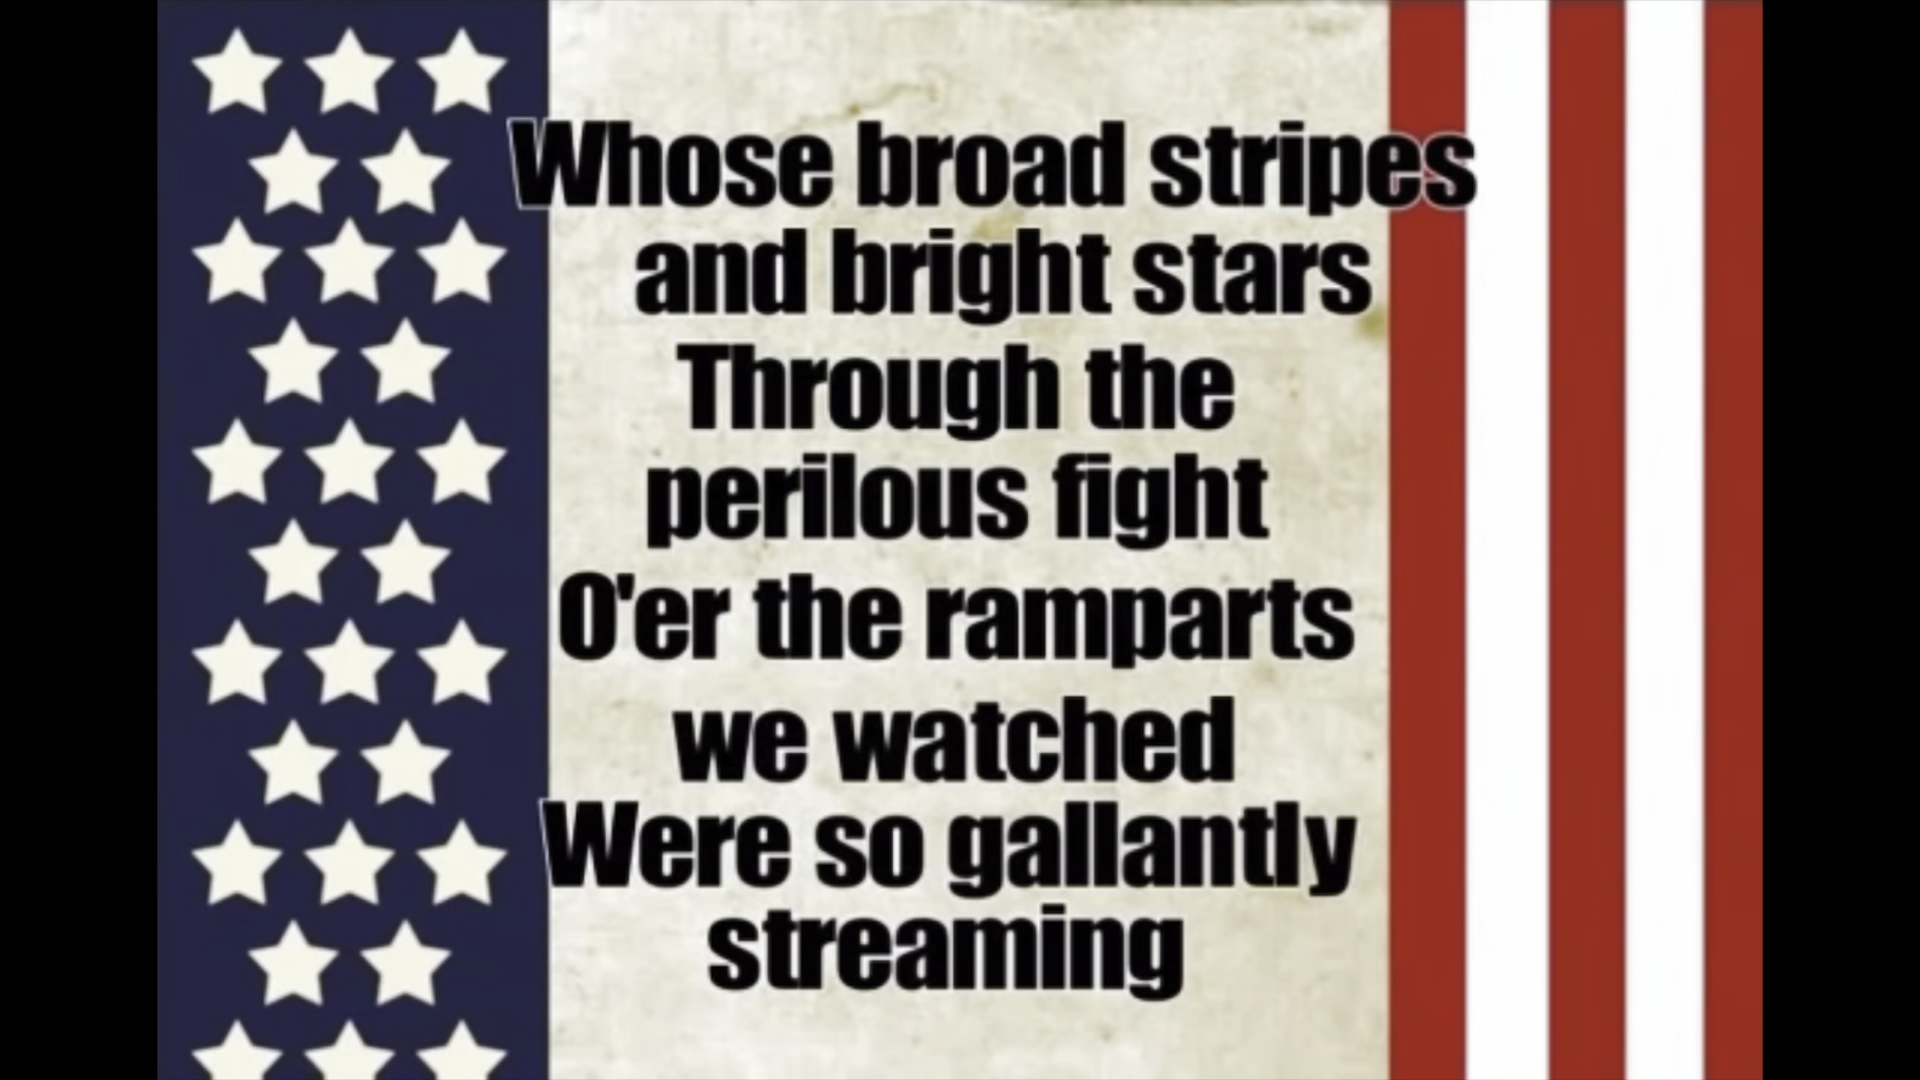 Whose broad stripes
and bright stars
Through the
perilous fight
O'er the ramparts
we watched
Were so gallantly
streaming